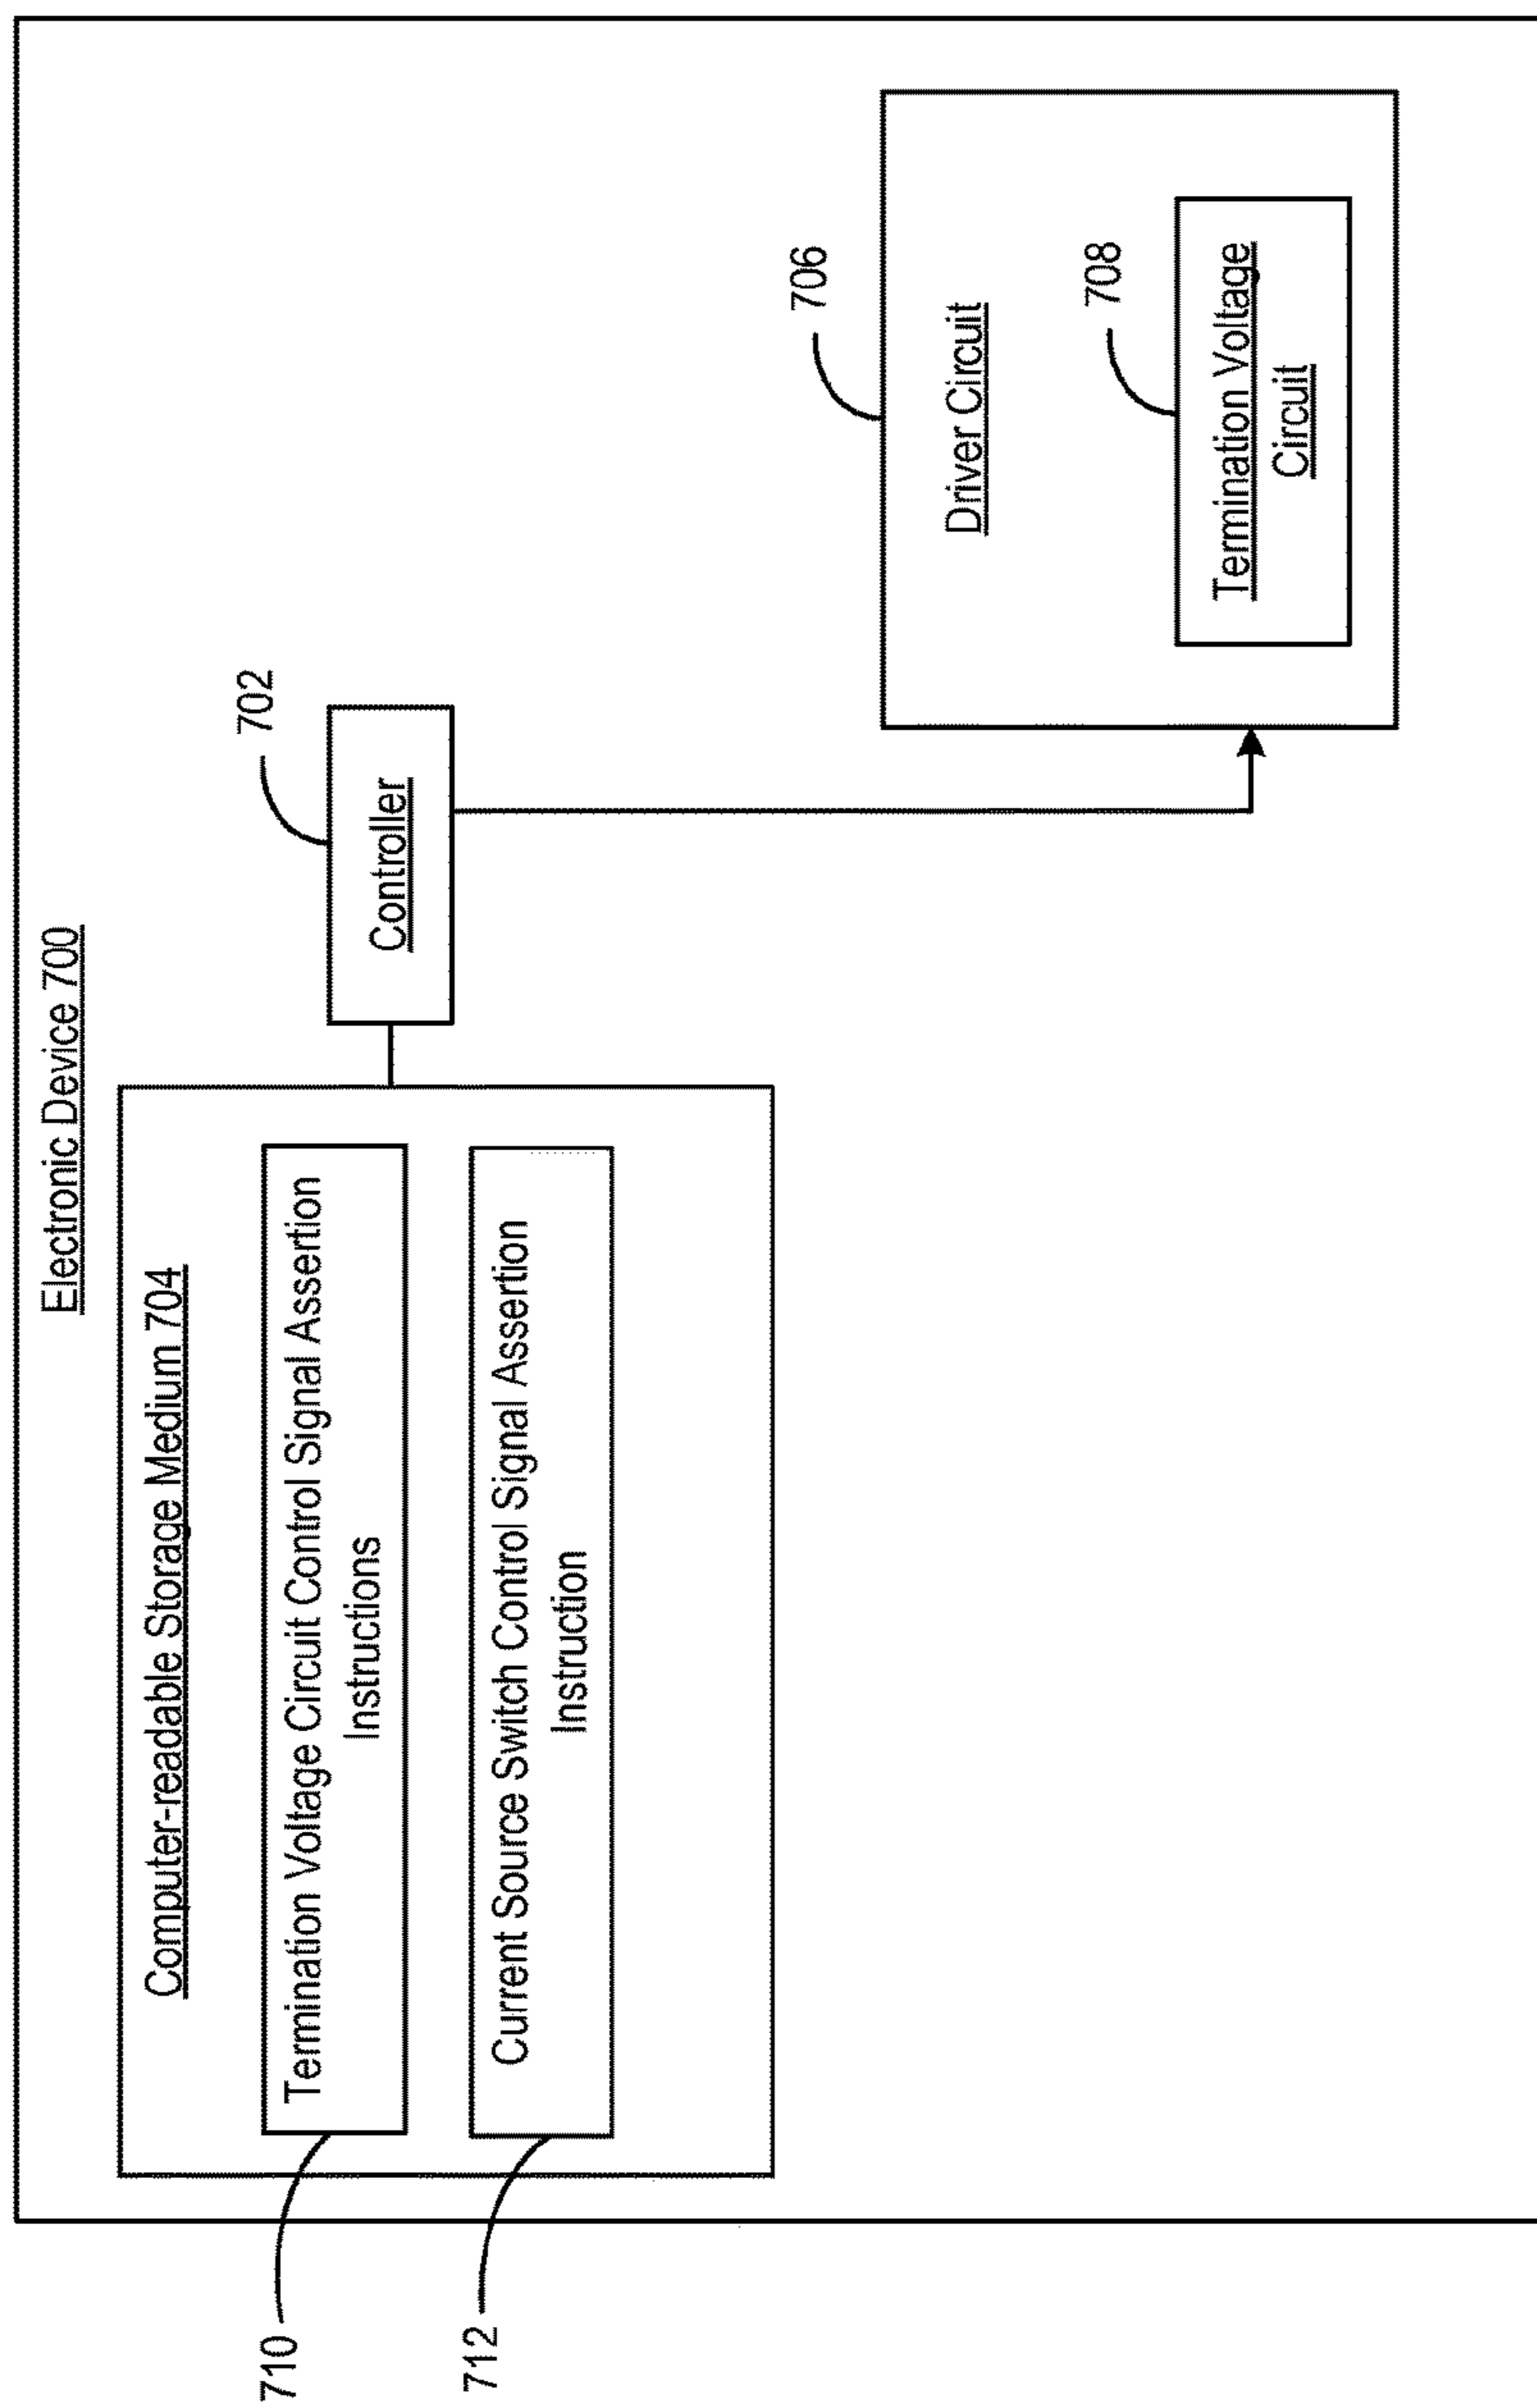 Electronic Device 700
Computer-readable Storage Medium 704
710
Termination Voltage Circuit Control Signal Assertion
Instructions
712
Current Source Switch Control Signal Assertion
Instruction
702
Controller
706
Driver Circuit
708
Termination Voltage
Circuit